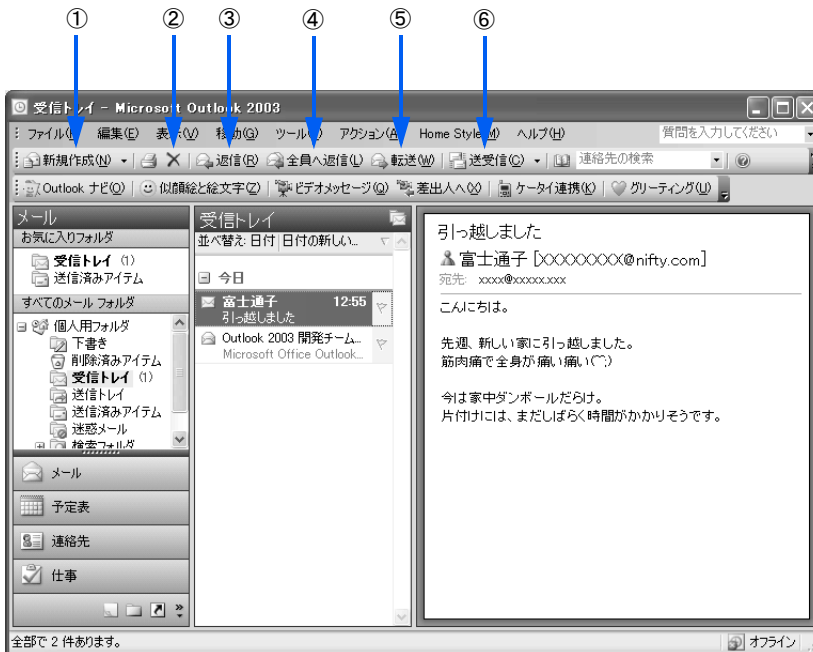 ① ② ③ ④ ⑤ ⑥
受信トレイ - Microsoft Outlook 2003
ファイル(F) 編集(E) 表示(V) 移動(G) ツール(T) アクション(A) Home Style(M) ヘルプ(H) 質問を入力してください
新規作成(N) 返信(R) 全員へ返信(L) 転送(W) 送受信(C) 連絡先の検索
Outlook ナビ(O) 似顔絵と絵文字(Z) ビデオメッセージ(Q) 差出人へ(X) ケータイ連携(K) グリーティング(U)
メール
お気に入りフォルダ
受信トレイ (1)
送信済みアイテム
すべてのメール フォルダ
個人用フォルダ
下書き
削除済みアイテム
受信トレイ (1)
送信トレイ
送信済みアイテム
迷惑メール
検索フォルダ
メール
予定表
連絡先
仕事
受信トレイ
並べ替え: 日付 日付の新しい...
今日
富士通子 12:55
引っ越しました
Outlook 2003 開発チーム...
Microsoft Office Outlook...
引っ越しました
富士通子 [XXXXXXXX@nifty.com]
宛先: xxxx@xxxxx.xxx
こんにちは。
先週、新しい家に引っ越しました。
筋肉痛で全身が痛い痛い(^^;)
今は家中ダンボールだらけ。
片付けには、まだしばらく時間がかかりそうです。
全部で 2 件あります。
オフライン